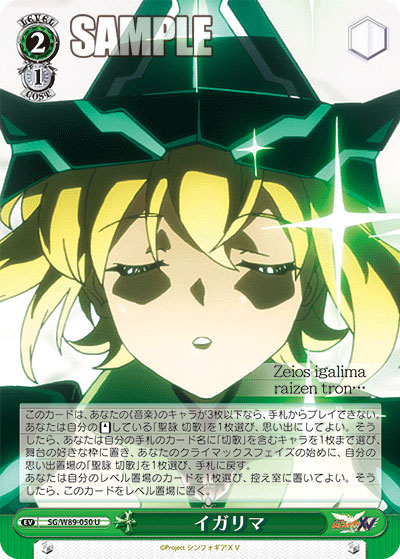 LEVEL
2
1
COST
SAMPLE
Zeios igalima
raizen tron…
このカードは、あなたの《音楽》のキャラが3枚以下なら、手札からプレイできない。
あなたは自分の　している「聖詠 切歌」を1枚選び、思い出にしてよい。そう
したら、あなたは自分の手札のカード名に「切歌」を含むキャラを1枚まで選び、
舞台の好きな枠に置き、あなたのクライマックスフェイズの始めに、自分の
思い出置場の「聖詠 切歌」を1枚選び、手札に戻す。
あなたは自分のレベル置場のカードを1枚選び、控え室に置いてよい。そう
したら、このカードをレベル置場に置く。
EV
SG/W89-050 U
イガリマ
XV
©Project シンフォギアXV